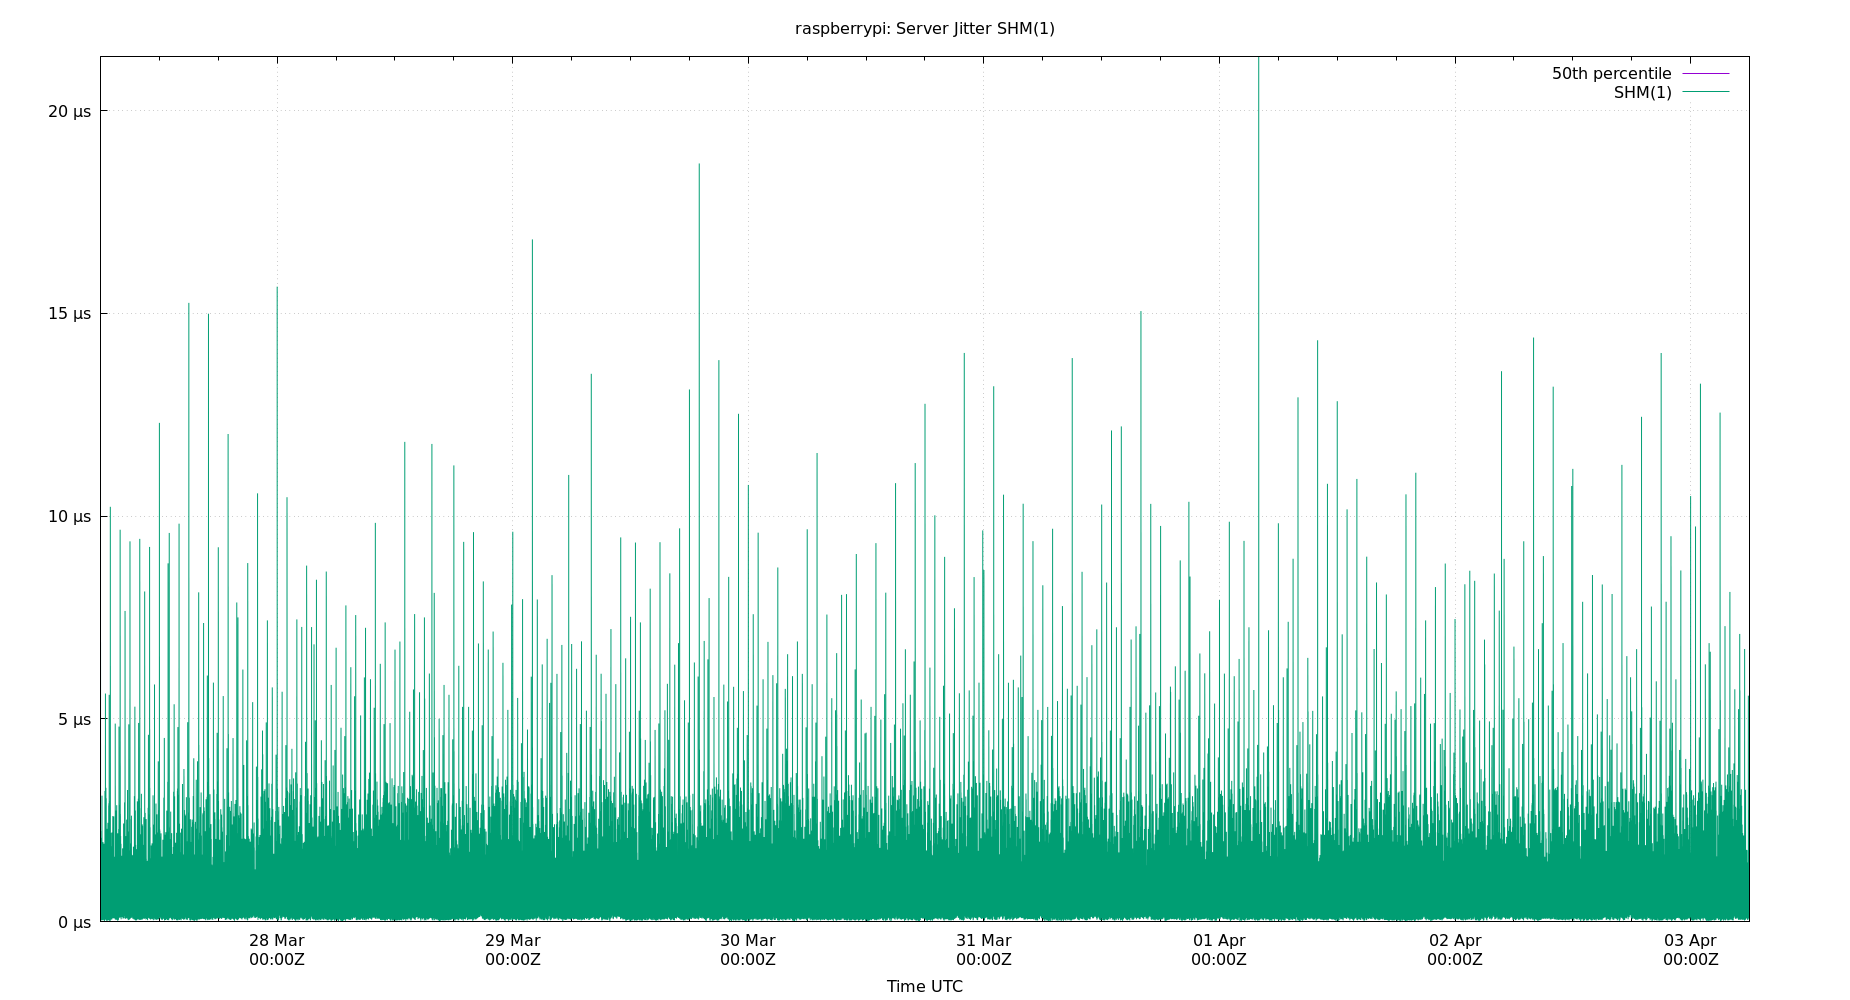 raspberrypi: Server Jitter SHM(1)
50th percentile
SHM(1)
20 µs
15 µs
10 µs
5 µs
0 µs
28 Mar 29 Mar 30 Mar 31 Mar 01 Apr 02 Apr 03 Apr
00:00Z 00:00Z 00:00Z 00:00Z 00:00Z 00:00Z 00:00Z
Time UTC